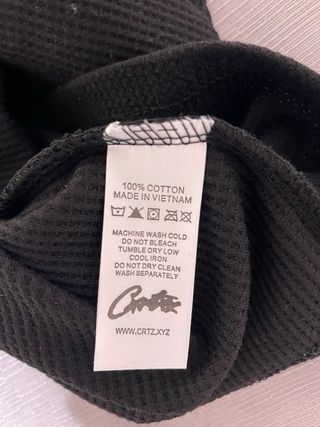 100% COTTON
MADE IN VIETNAM
MACHINE WASH COLD
DO NOT BLEACH
TUMBLE DRY LOW
COOL IRON
DO NOT DRY CLEAN
WASH SEPARATELY
Crtz
WWW.CRTZ.XYZ